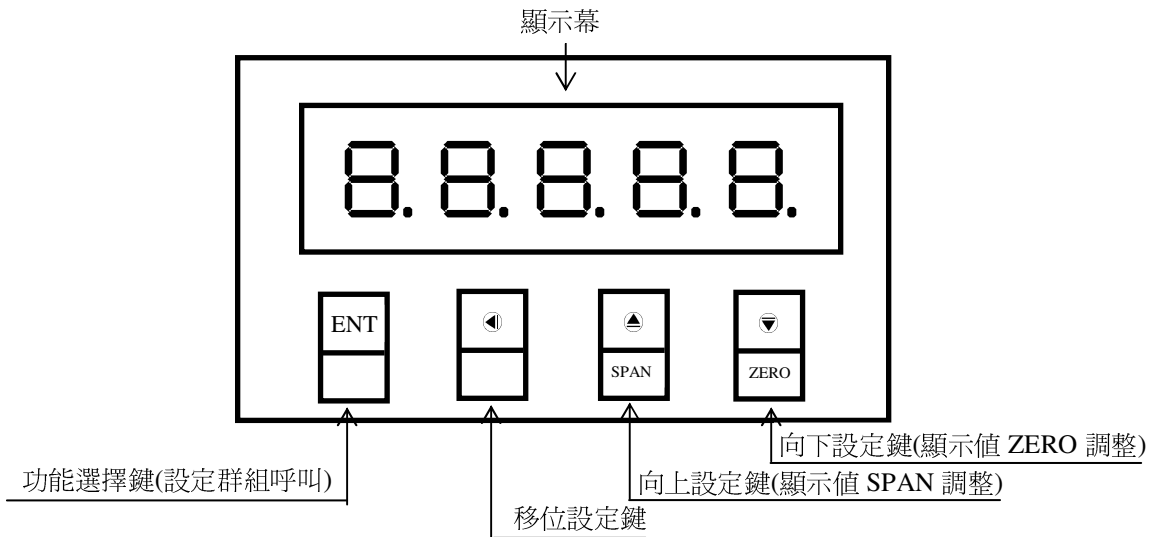 顯示幕
8.8.8.8.8.
ENT
SPAN
ZERO
向下設定鍵(顯示值 ZERO 調整)
功能選擇鍵(設定群組呼叫)
向上設定鍵(顯示值 SPAN 調整)
移位設定鍵